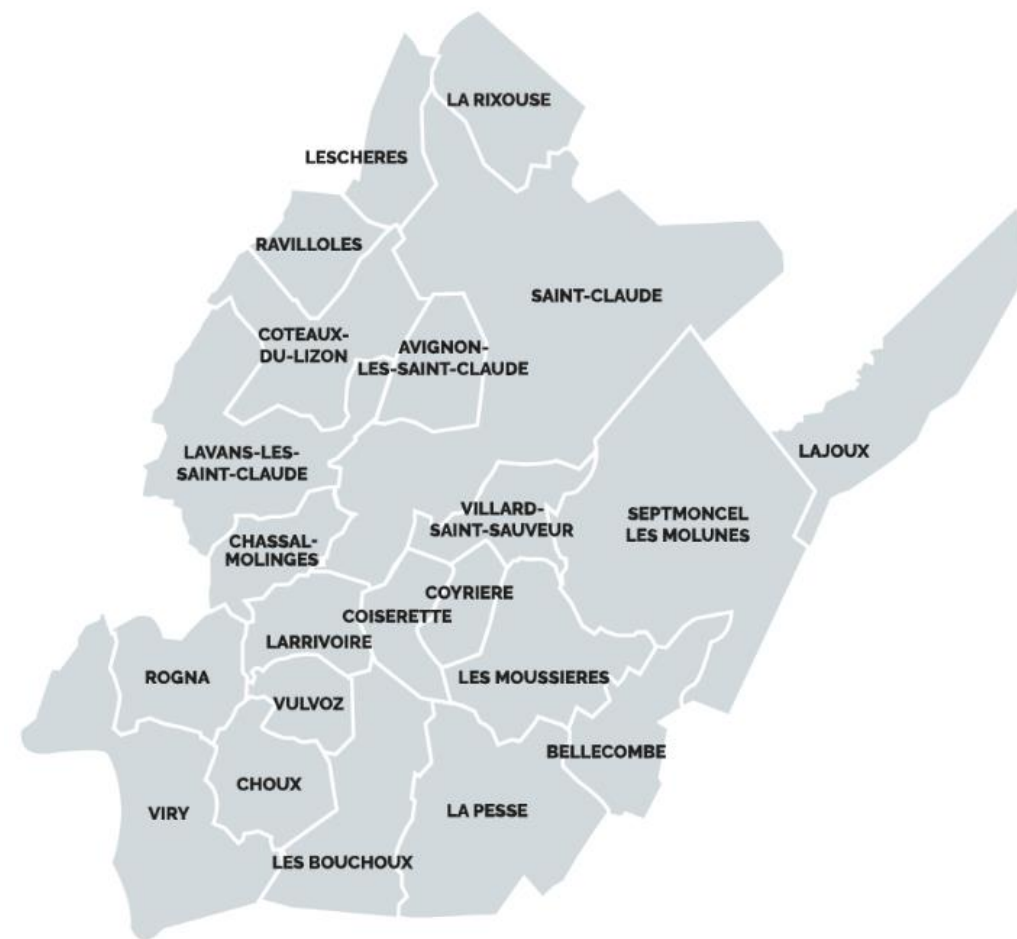 LA RIXOUSE
LESCHERES
RAVILLOLES
SAINT-CLAUDE
COTEAUX-
DU-LIZON
AVIGNON-
LES-SAINT-CLAUDE
LAJOUX
LAVANS-LES-
SAINT-CLAUDE
VILLARD-
SAINT-SAUVEUR
SEPTMONCEL
LES MOLUNES
CHASSAL-
MOLINGES
COYRIERE
COISERETTE
LARRIVOIRE
ROGNA
LES MOUSSIERES
VULVOZ
BELLECOMBE
CHOUX
VIRY
LA PESSE
LES BOUCHOUX